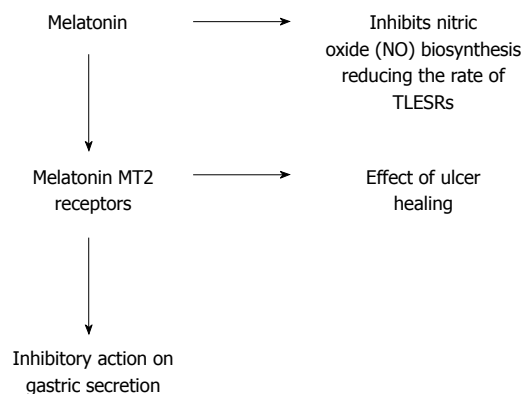 Melatonin
Inhibits nitric
oxide (NO) biosynthesis
reducing the rate of
TLESRs
Melatonin MT2
receptors
Effect of ulcer
healing
Inhibitory action on
gastric secretion